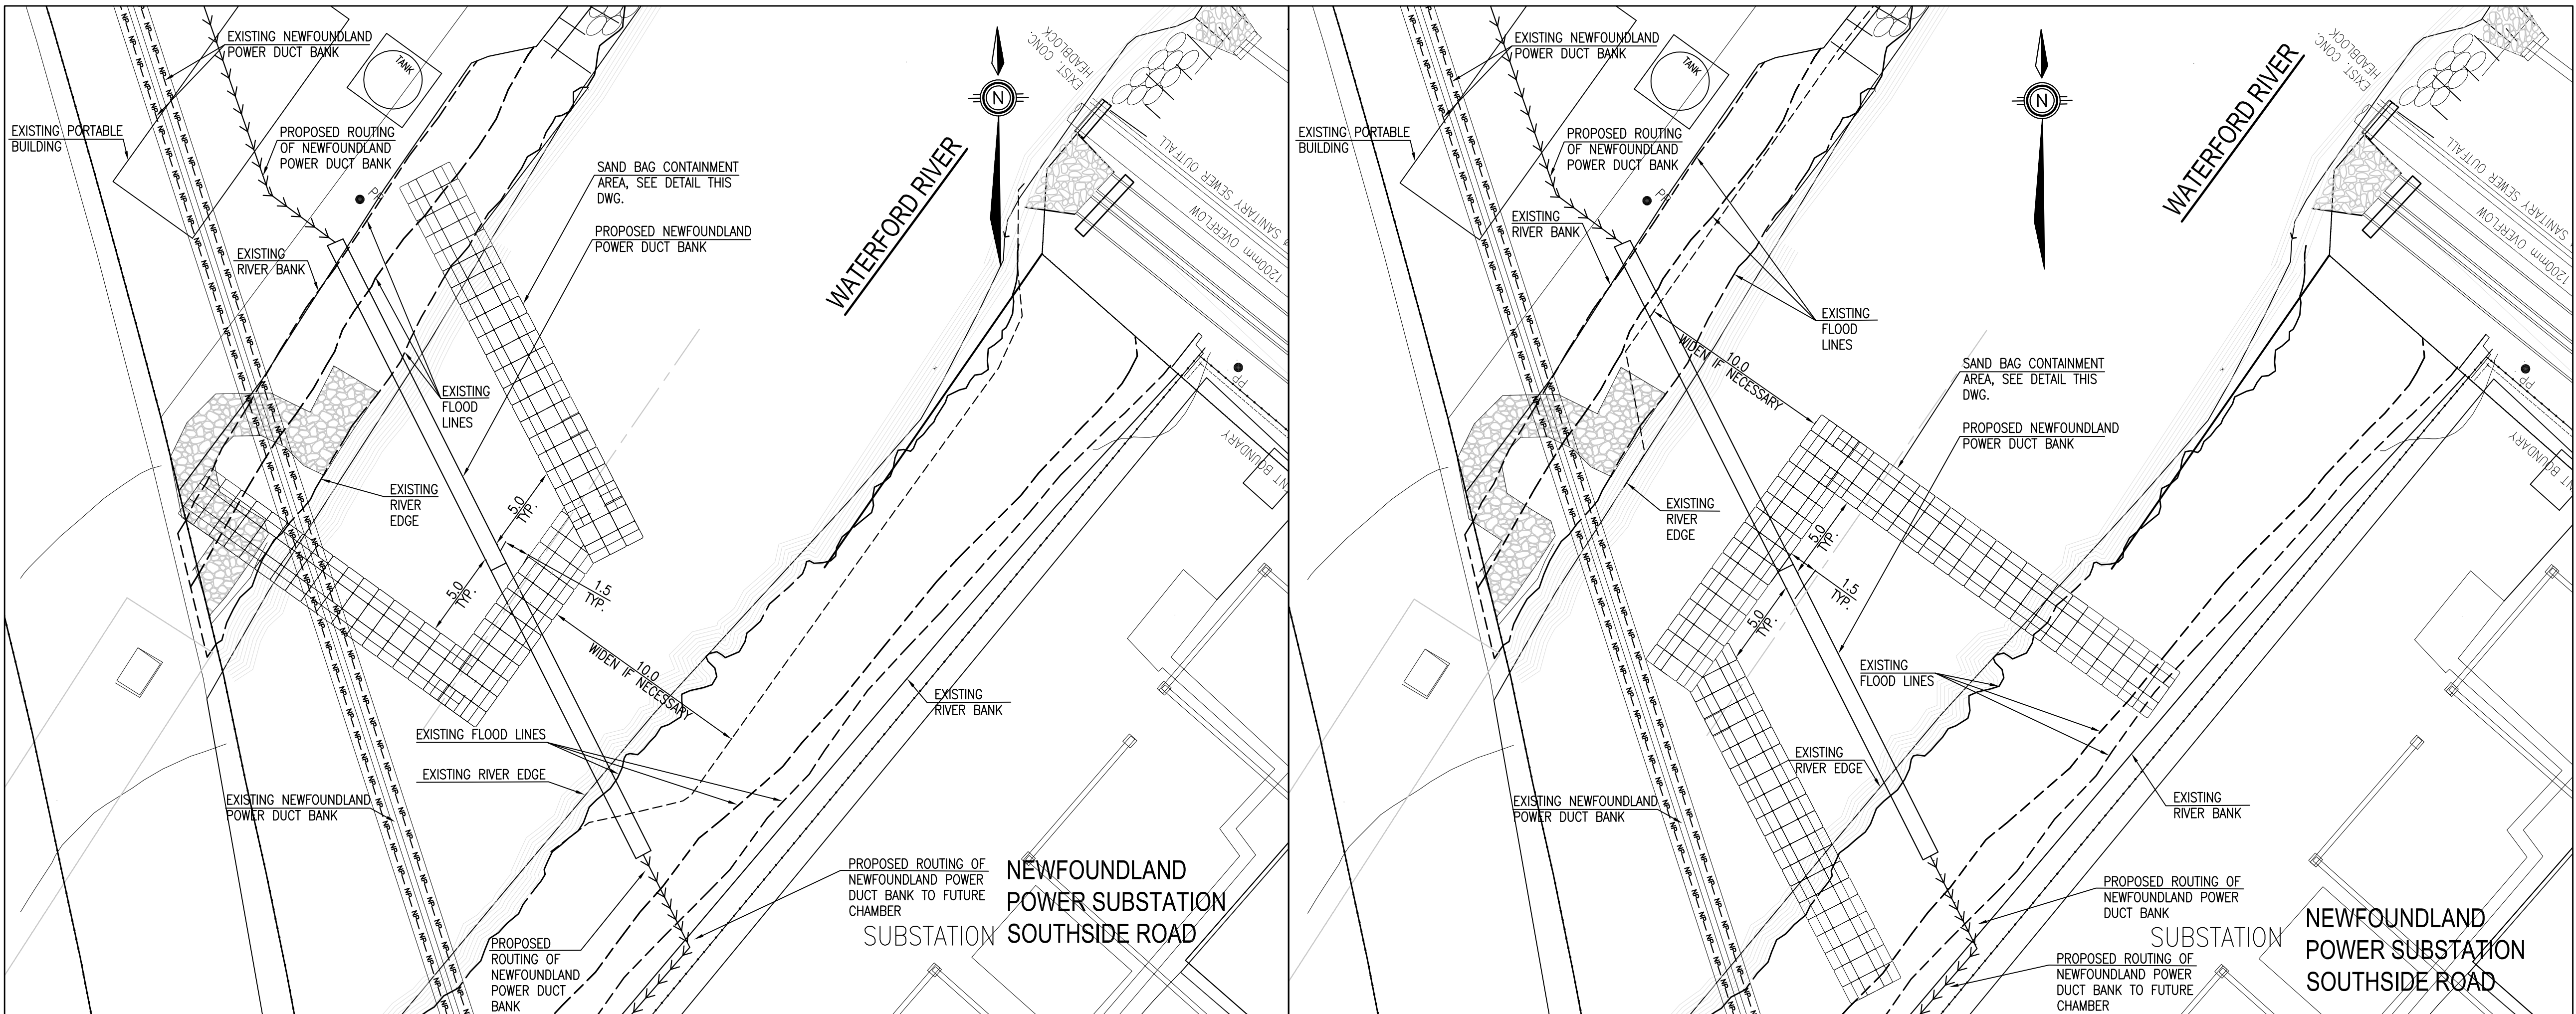 EXISTING NEWFOUNDLAND
POWER DUCT BANK
TANK
EXIST. CONC.
HEADBLOCK
N
EXISTING PORTABLE
BUILDING
PROPOSED ROUTING
OF NEWFOUNDLAND
POWER DUCT BANK
SAND BAG CONTAINMENT
AREA, SEE DETAIL THIS
DWG.
WATERFORD RIVER
SANITARY SEWER OUTFALL
1200mm OVERFLOW
PROPOSED NEWFOUNDLAND
POWER DUCT BANK
EXISTING
RIVER BANK
EXISTING
FLOOD
LINES
PP
BOUNDARY
EXISTING
RIVER
EDGE
5.0
TYP.
5.0
TYP.
1.5
TYP.
10.0
WIDEN IF NECESSARY
EXISTING
RIVER BANK
EXISTING FLOOD LINES
EXISTING RIVER EDGE
EXISTING NEWFOUNDLAND
POWER DUCT BANK
PROPOSED ROUTING OF
NEWFOUNDLAND POWER
DUCT BANK TO FUTURE
CHAMBER
NEWFOUNDLAND
POWER SUBSTATION
SOUTHSIDE ROAD
SUBSTATION
PROPOSED
ROUTING OF
NEWFOUNDLAND
POWER DUCT
BANK
EXISTING NEWFOUNDLAND
POWER DUCT BANK
TANK
EXIST. CONC.
HEADBLOCK
N
EXISTING PORTABLE
BUILDING
PROPOSED ROUTING
OF NEWFOUNDLAND
POWER DUCT BANK
WATERFORD RIVER
SANITARY SEWER OUTFALL
1200mm OVERFLOW
EXISTING
RIVER BANK
EXISTING
FLOOD
LINES
10.0
WIDEN IF NECESSARY
SAND BAG CONTAINMENT
AREA, SEE DETAIL THIS
DWG.
PP
PROPOSED NEWFOUNDLAND
POWER DUCT BANK
BOUNDARY
EXISTING
RIVER
EDGE
5.0
TYP.
1.5
TYP.
5.0
TYP.
EXISTING
FLOOD LINES
EXISTING
RIVER EDGE
EXISTING NEWFOUNDLAND
POWER DUCT BANK
EXISTING
RIVER BANK
PROPOSED ROUTING OF
NEWFOUNDLAND POWER
DUCT BANK
SUBSTATION
NEWFOUNDLAND
POWER SUBSTATION
SOUTHSIDE ROAD
PROPOSED ROUTING OF
NEWFOUNDLAND POWER
DUCT BANK TO FUTURE
CHAMBER